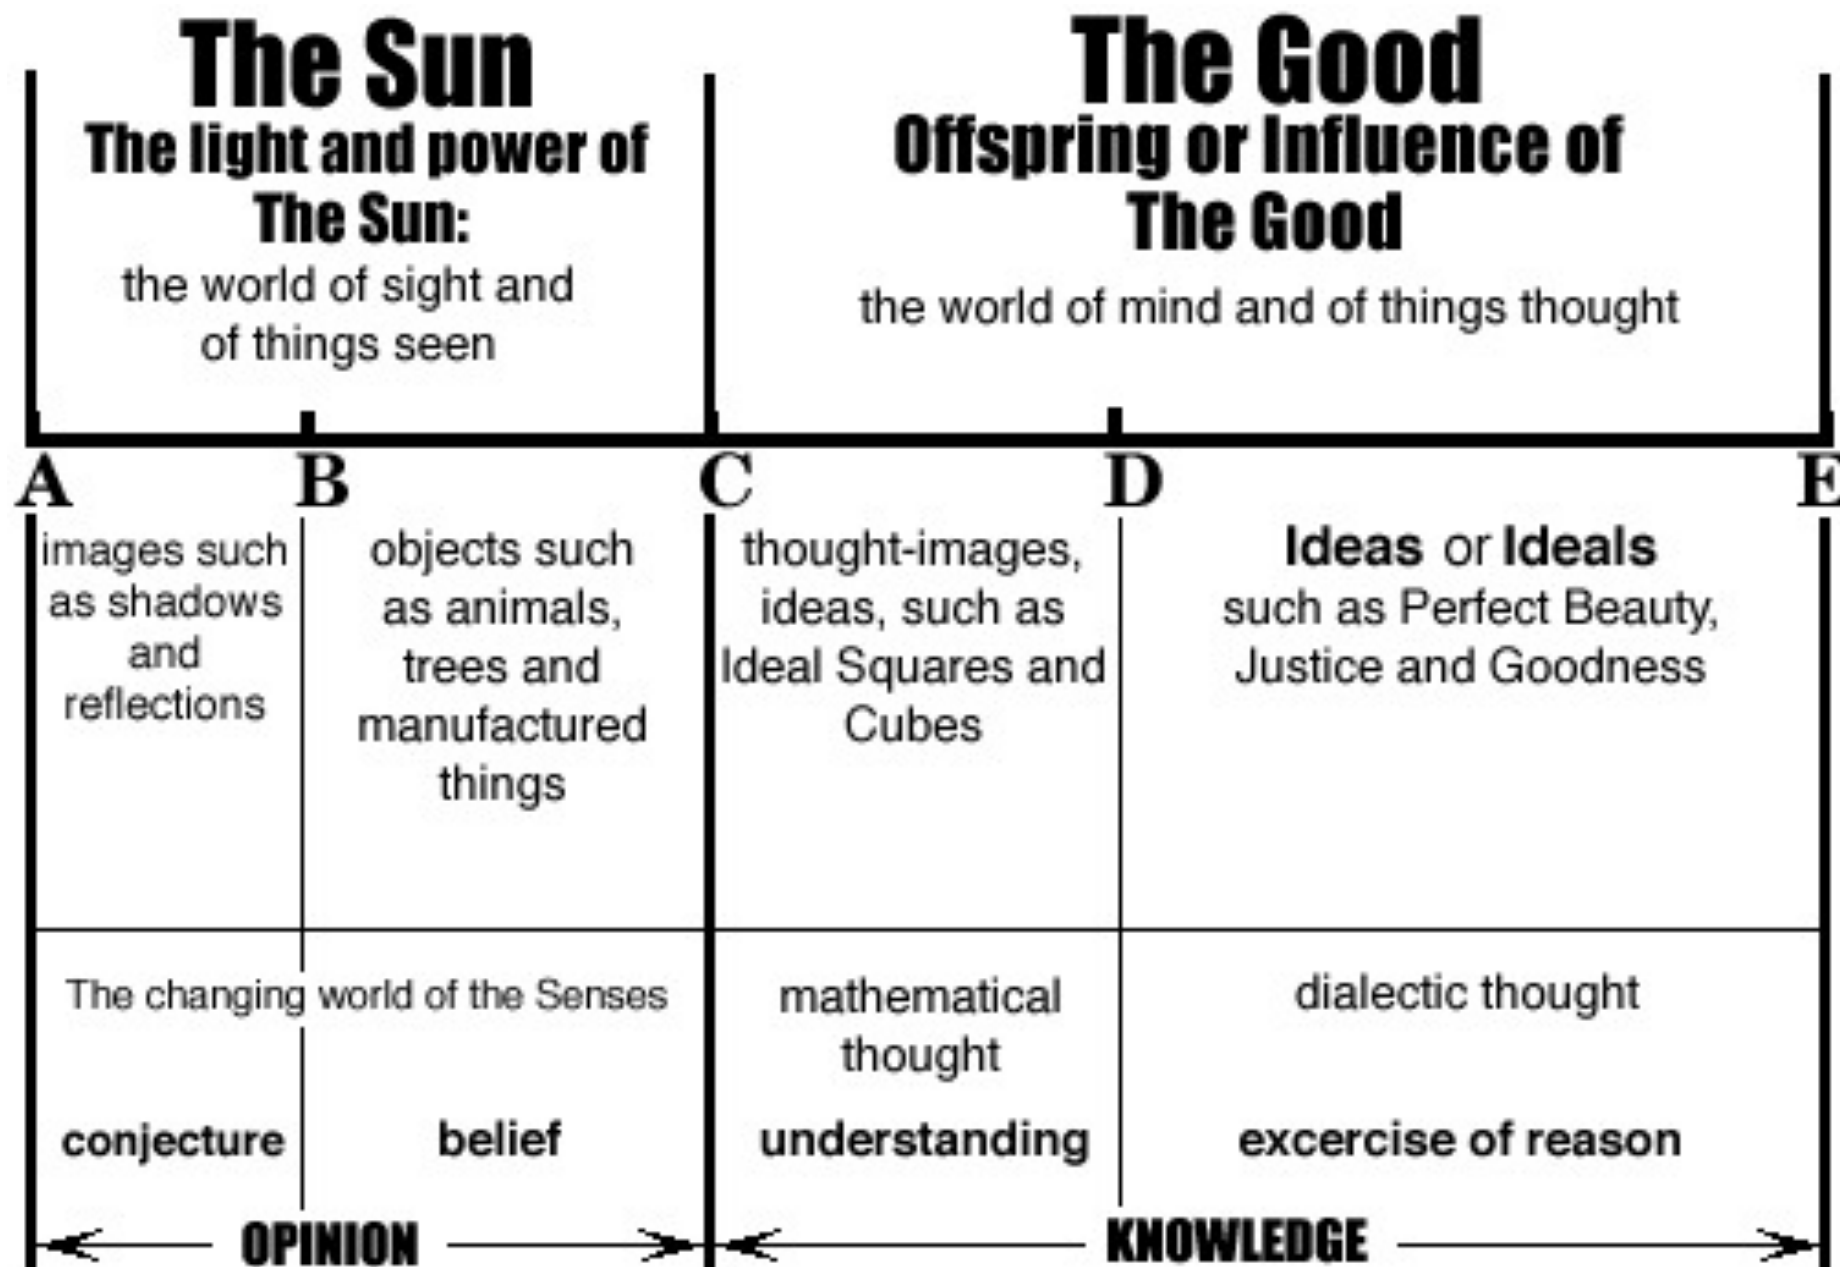 The Sun
The light and power of
The Sun:
the world of sight and
of things seen
The Good
Offspring or Influence of
The Good
the world of mind and of things thought
A
B
C
D
E
images such
as shadows
and
reflections
objects such
as animals,
trees and
manufactured
things
thought-images,
ideas, such as
Ideal Squares and
Cubes
Ideas or Ideals
such as Perfect Beauty,
Justice and Goodness
The changing world of the Senses
mathematical
thought
dialectic thought
conjecture
belief
understanding
excercise of reason
OPINION
KNOWLEDGE